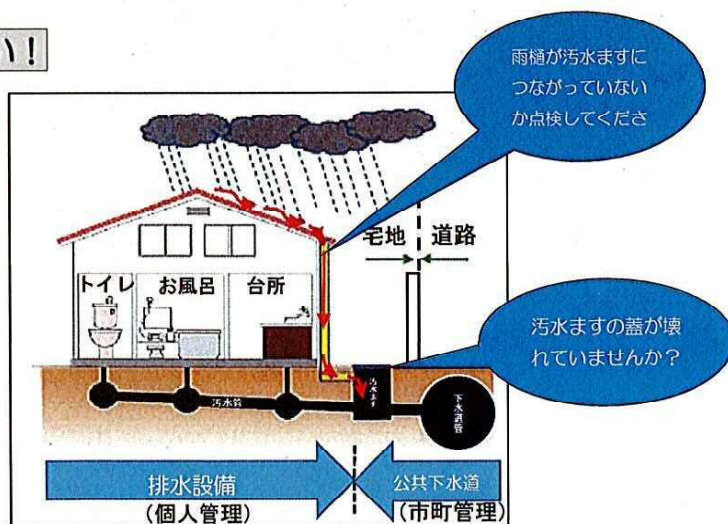 い！
雨樋が汚水ますに
つながっていない
か点検してくださ
宅地
道路
トイレ
お風呂
台所
汚水ますの蓋が壊
れていませんか？
汚水管
汚水ます
下水道管
排水設備
(個人管理)
公共下水道
(市町管理)